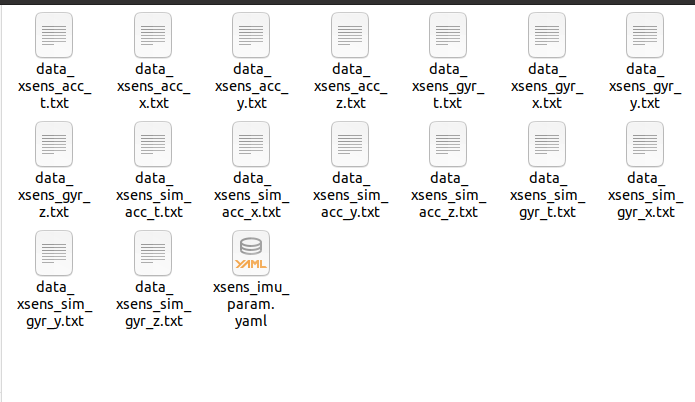 data_
xsens_acc_
t.txt
data_
xsens_acc_
x.txt
data_
xsens_acc_
y.txt
data_
xsens_acc_
z.txt
data_
xsens_gyr_
t.txt
data_
xsens_gyr_
x.txt
data_
xsens_gyr_
y.txt
data_
xsens_gyr_
z.txt
data_
xsens_sim_
acc_t.txt
data_
xsens_sim_
acc_x.txt
data_
xsens_sim_
acc_y.txt
data_
xsens_sim_
acc_z.txt
data_
xsens_sim_
gyr_t.txt
data_
xsens_sim_
gyr_x.txt
data_
xsens_sim_
gyr_y.txt
data_
xsens_sim_
gyr_z.txt
YAML
xsens_imu_
param.
yaml